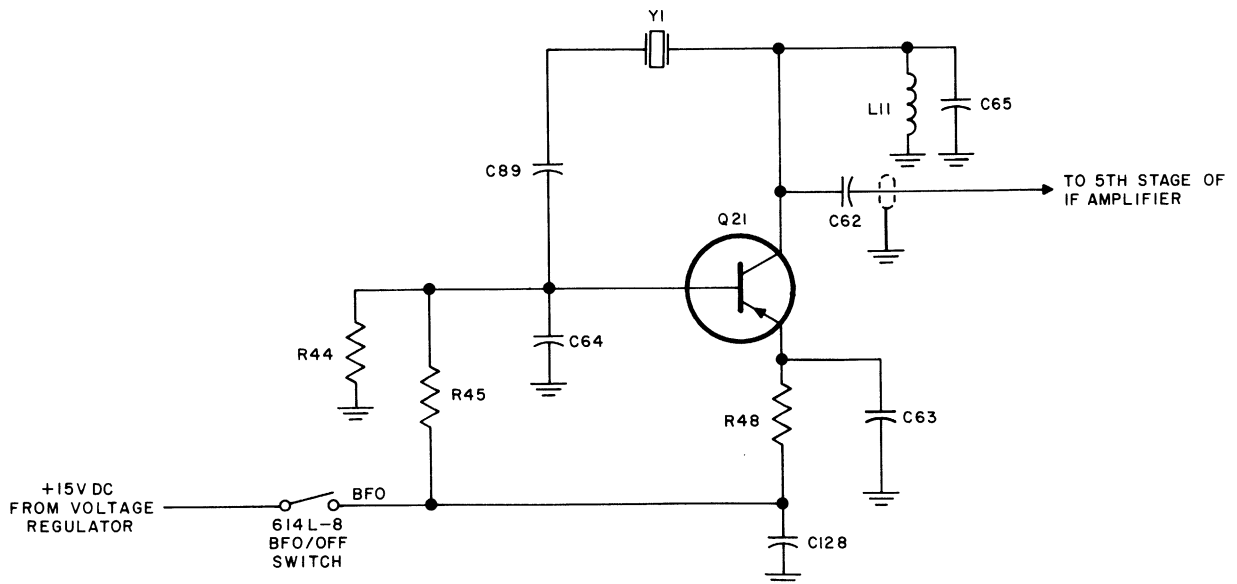 Y1
L11
C65
C89
TO 5TH STAGE OF
IF AMPLIFIER
C62
Q21
R44
C64
R45
R48
C63
+15V DC
FROM VOLTAGE
REGULATOR
BFO
614L-8
BFO/OFF
SWITCH
C128